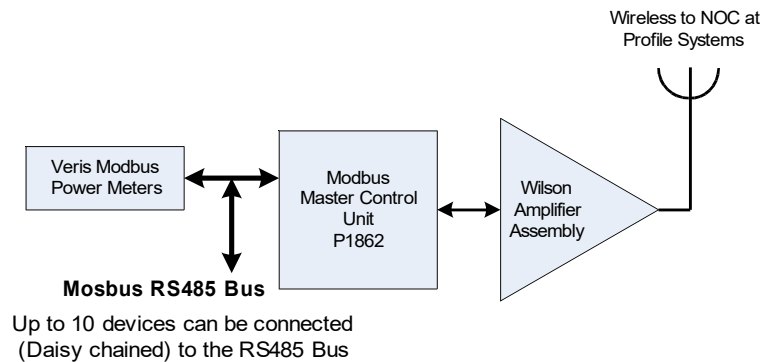 Wireless to NOC at
Profile Systems
Veris Modbus
Power Meters
Modbus
Master Control
Unit
P1862
Wilson
Amplifier
Assembly
Mosbus RS485 Bus
Up to 10 devices can be connected
(Daisy chained) to the RS485 Bus